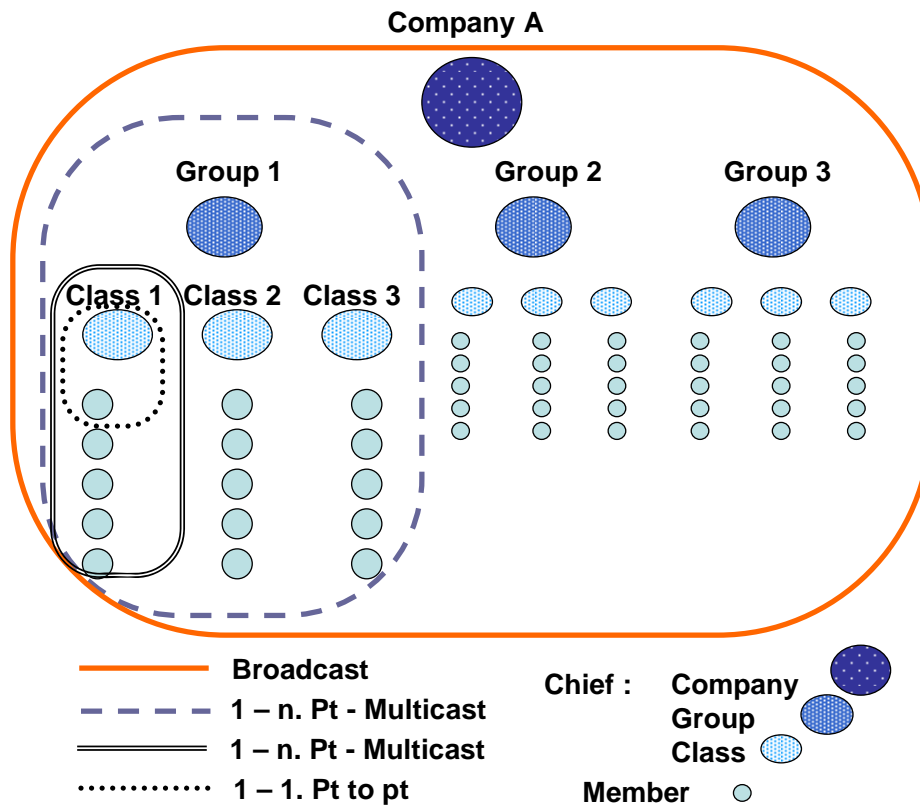 Company A
Group 1
Group 2
Group 3
Class 1
Class 2
Class 3
Broadcast
1 – n. Pt - Multicast
1 – n. Pt - Multicast
1 – 1. Pt to pt
Chief : Company
Group
Class
Member